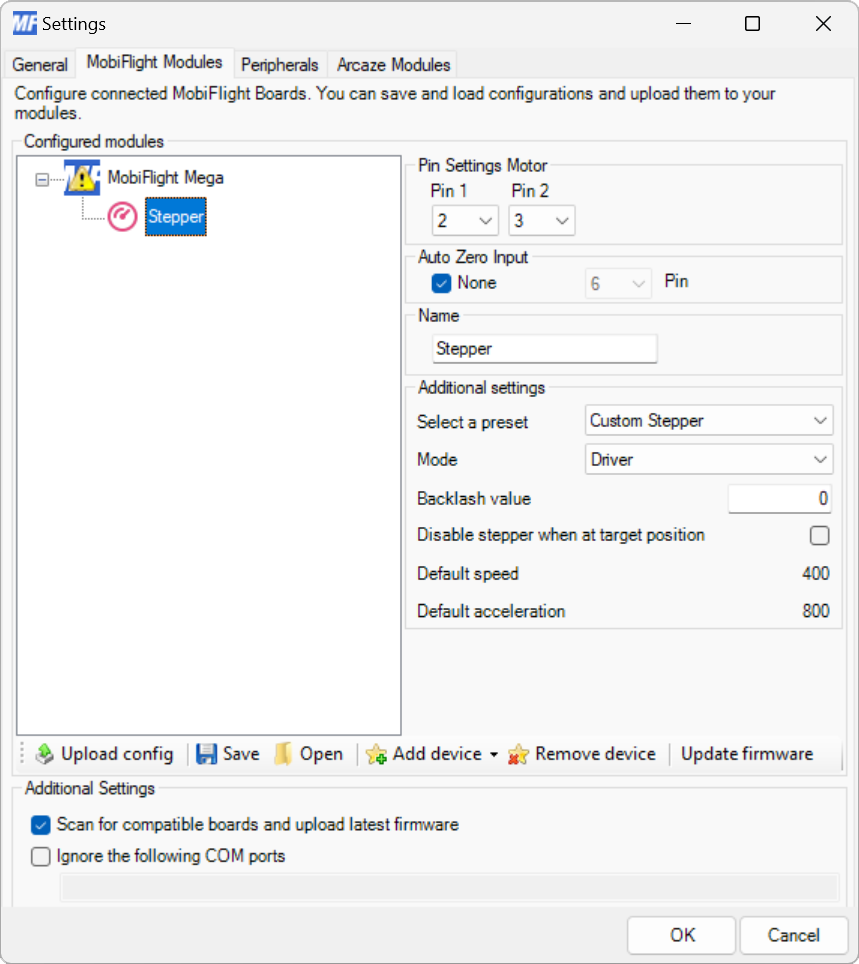 MF Settings
General MobiFlight Modules Peripherals Arcaze Modules
Configure connected MobiFlight Boards. You can save and load configurations and upload them to your
modules.
Configured modules
MobiFlight Mega
Stepper
Pin Settings Motor
Pin 1 Pin 2
2 3
Auto Zero Input
None 6 Pin
Name
Stepper
Additional settings
Select a preset Custom Stepper
Mode Driver
Backlash value 0
Disable stepper when at target position
Default speed 400
Default acceleration 800
Upload config Save Open Add device Remove device Update firmware
Additional Settings
Scan for compatible boards and upload latest firmware
Ignore the following COM ports
OK Cancel